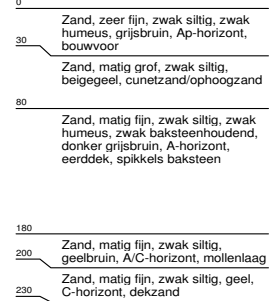 0
Zand, zeer fijn, zwak siltig, zwak
humeus, grijsbruin, Ap-horizont,
bouwvoor
30
Zand, matig grof, zwak siltig,
beigegeel, cunetzand/ophoogzand
80
Zand, matig fijn, zwak siltig, zwak
humeus, zwak baksteenhoudend,
donker grijsbruin, A-horizont,
eerddek, spikkels baksteen
180
Zand, matig fijn, zwak siltig,
geelbruin, A/C-horizont, mollenlaag
200
Zand, matig fijn, zwak siltig, geel,
C-horizont, dekzand
230